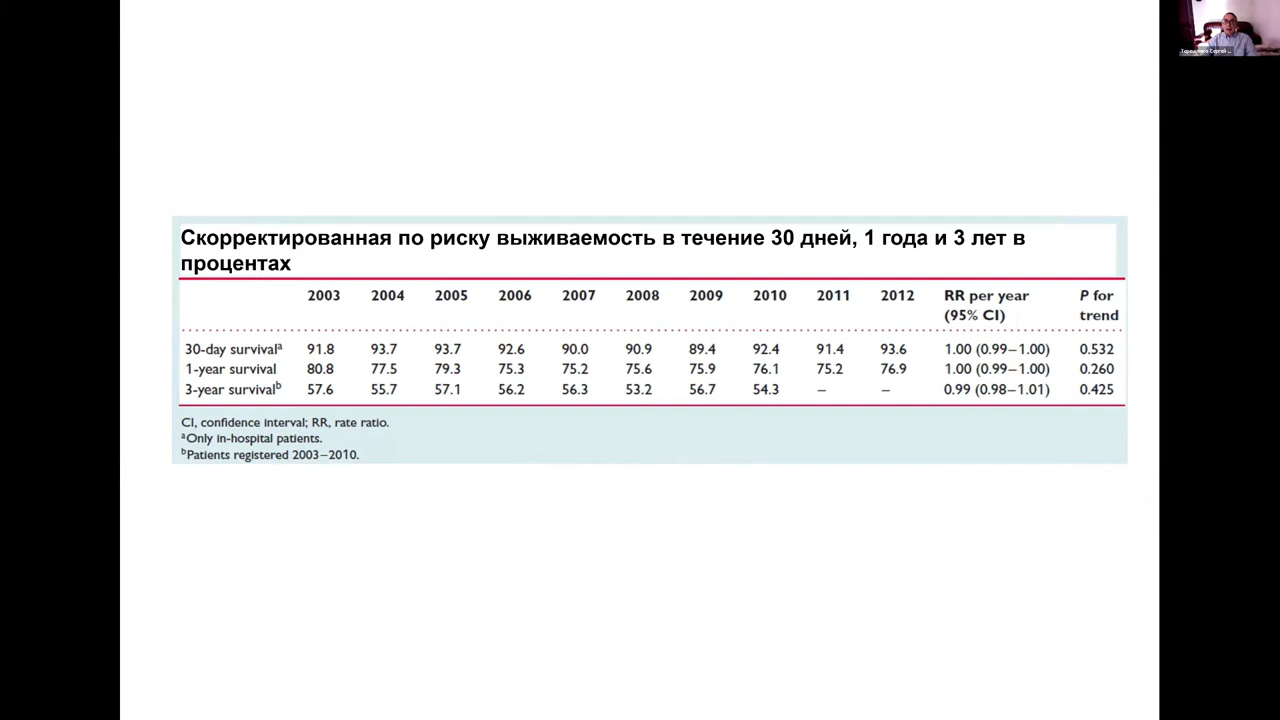 Терещенко Сергей ...
Скорректированная по риску выживаемость в течение 30 дней, 1 года и 3 лет в
процентах
2003 2004 2005 2006 2007 2008 2009 2010 2011 2012 RR per year P for
(95% CI) trend
30-day survivalᵃ 91.8 93.7 93.7 92.6 90.0 90.9 89.4 92.4 91.4 93.6 1.00 (0.99–1.00) 0.532
1-year survival 80.8 77.5 79.3 75.3 75.2 75.6 75.9 76.1 75.2 76.9 1.00 (0.99–1.00) 0.260
3-year survivalᵇ 57.6 55.7 57.1 56.2 56.3 53.2 56.7 54.3 – – 0.99 (0.98–1.01) 0.425
CI, confidence interval; RR, rate ratio.
ᵃOnly in-hospital patients.
ᵇPatients registered 2003–2010.